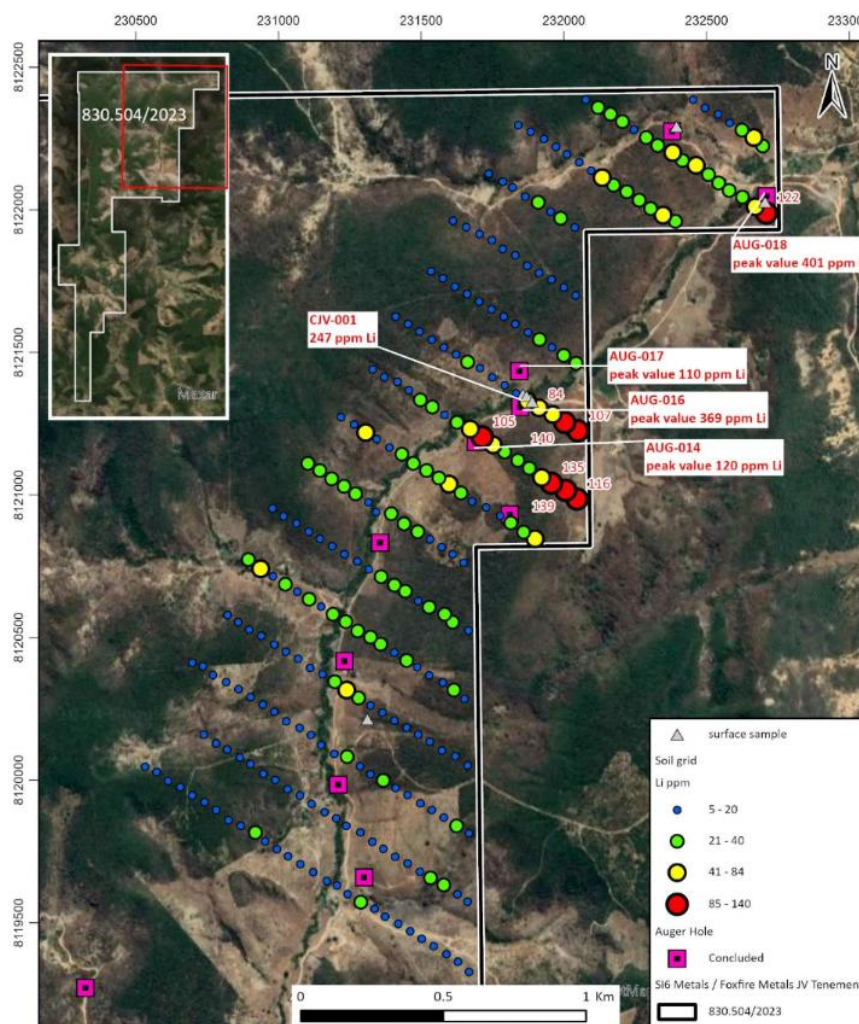 230500 231000 231500 232000 232500 23300
8122500
8122000
8121500
8121000
8120500
8120000
8119500
830.504/2023
Maxar
N
122
AUG-018
peak value 401 ppm
CJV-001
247 ppm Li
AUG-017
peak value 110 ppm Li
84
107
AUG-016
peak value 369 ppm Li
105
140
AUG-014
peak value 120 ppm Li
135
116
139
surface sample
Soil grid
Li ppm
5 - 20
21 - 40
41 - 84
85 - 140
Auger Hole
Concluded
Si6 Metals / Foxfire Metals JV Tenemen
830.504/2023
0 0.5 1 Km